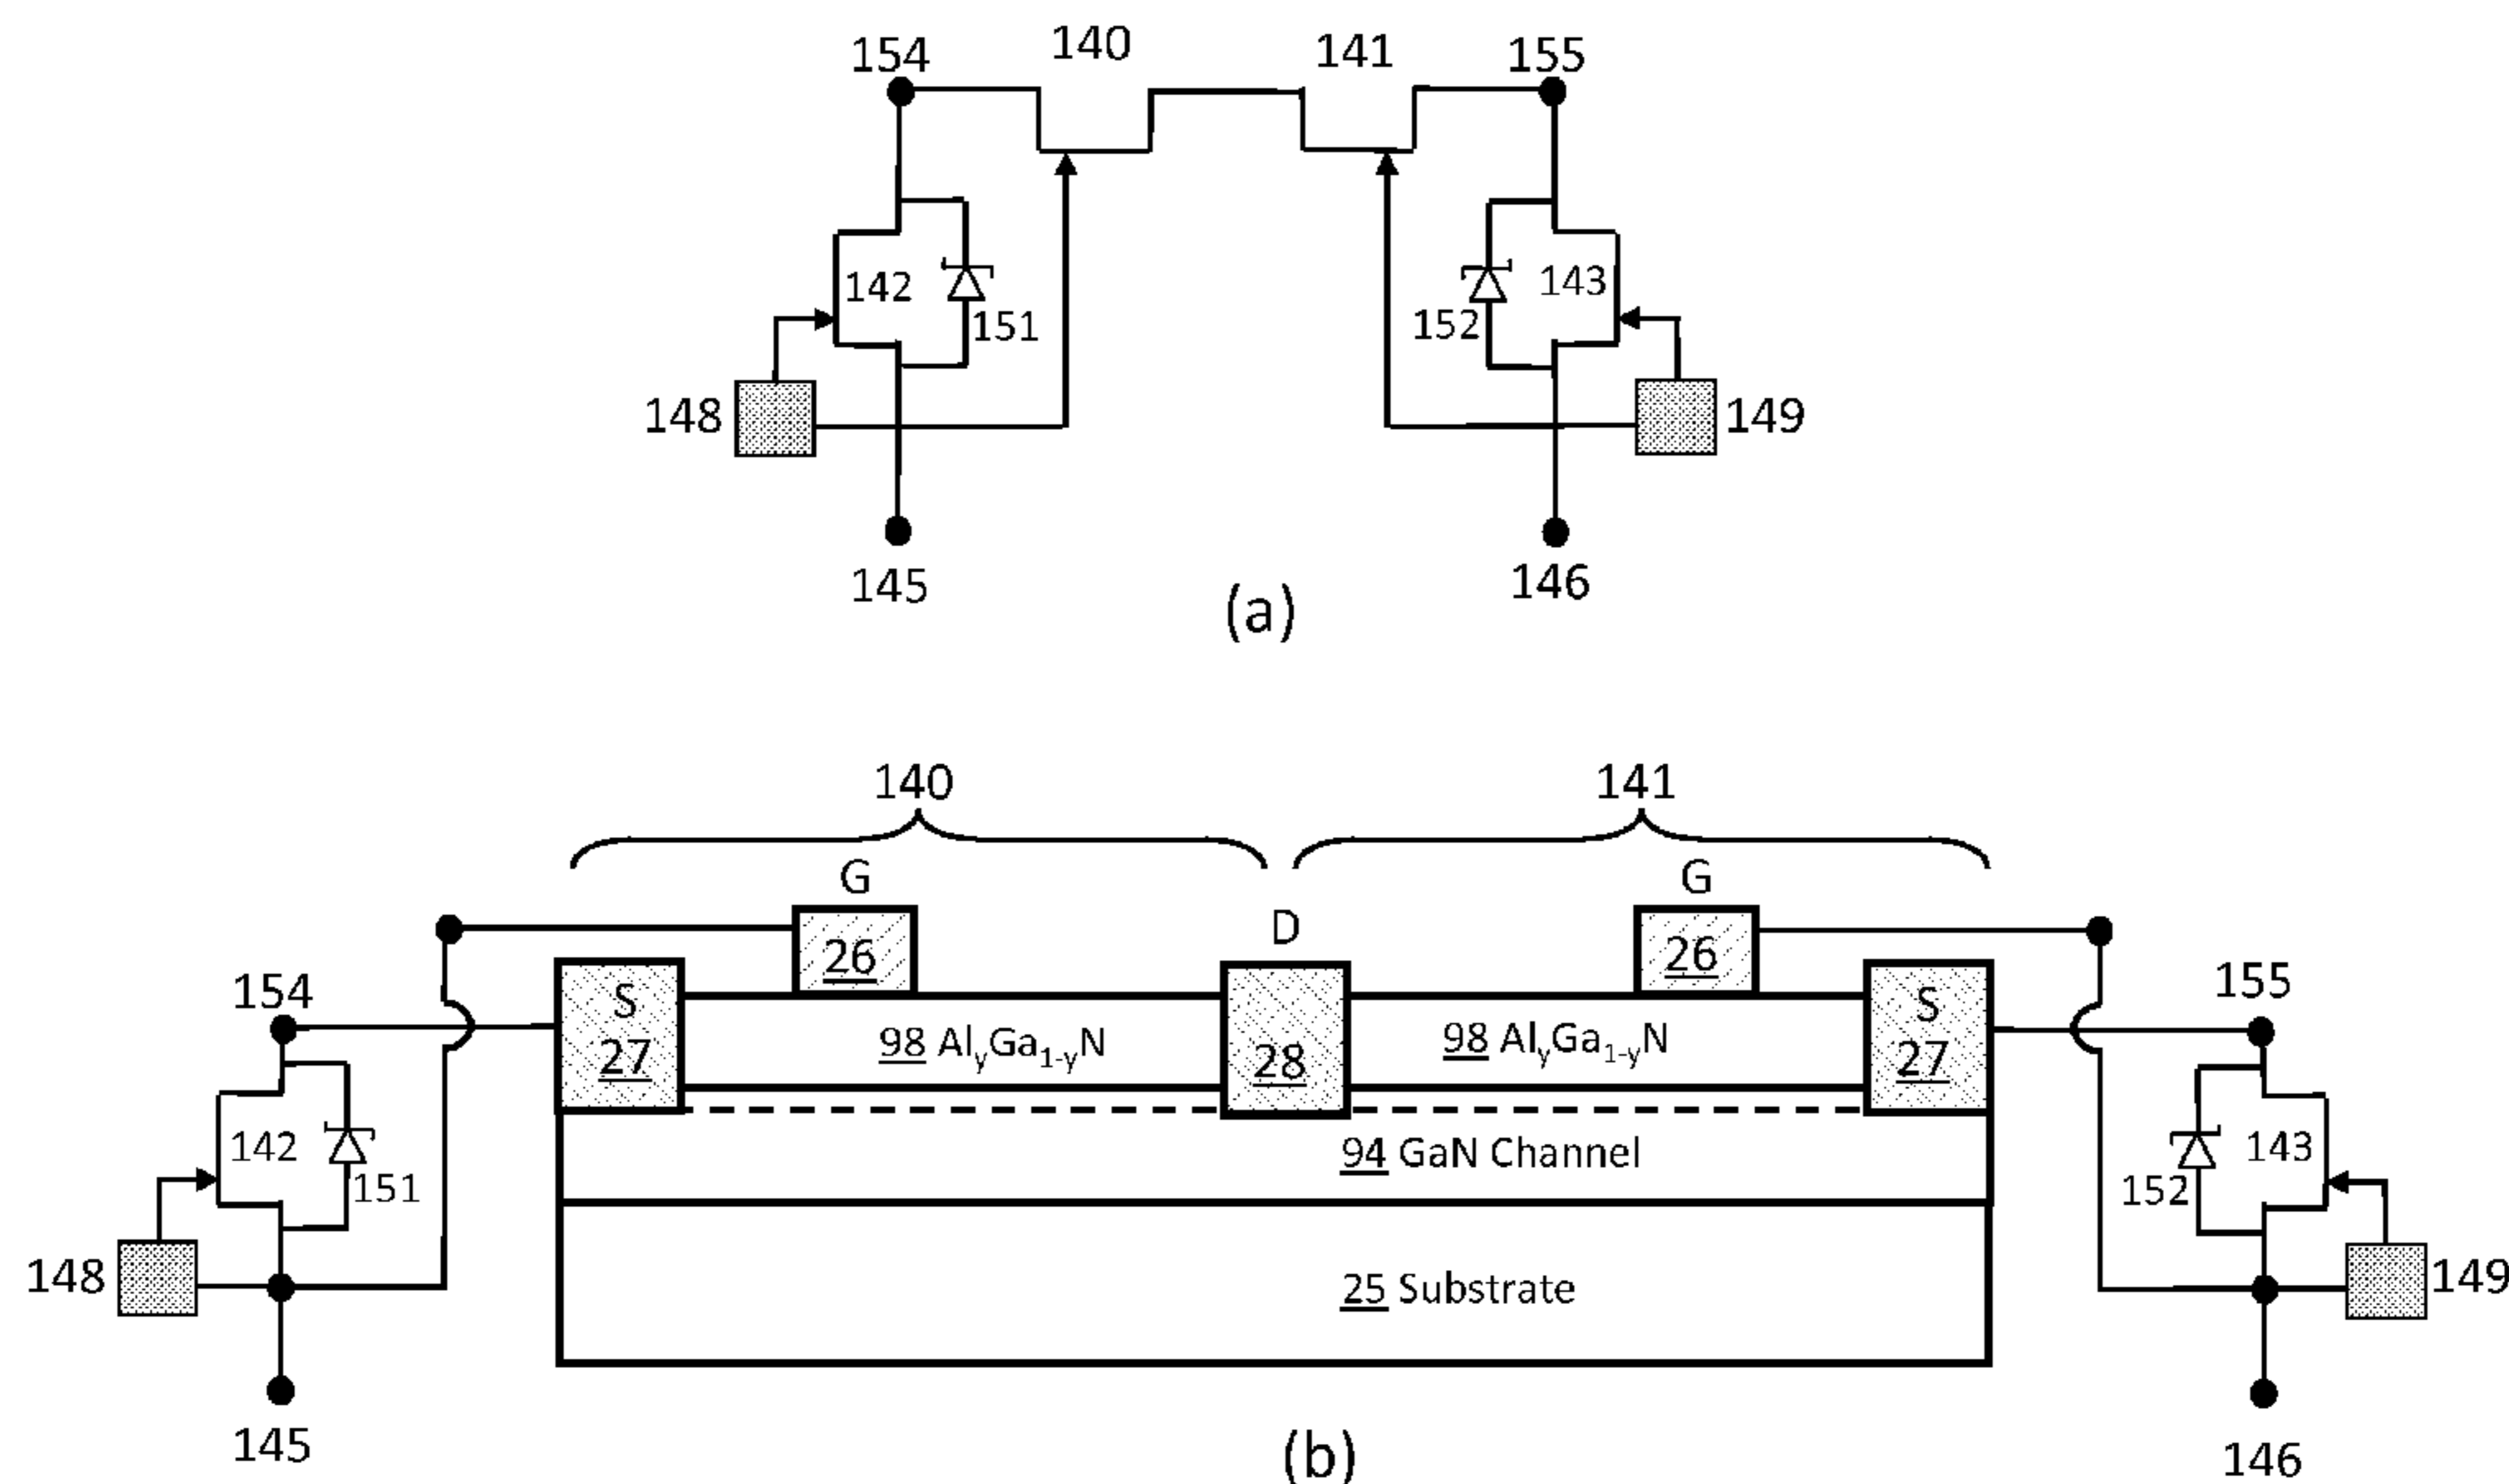 154 140 141 155
142 151 152 143
148 149
145 146
(a)
140 141
G G
D
26 26
154 S S 155
27 98 AlyGa1-yN 28 98 AlyGa1-yN 27
142 151 94 GaN Channel 152 143
148 25 Substrate 149
145 146
(b)